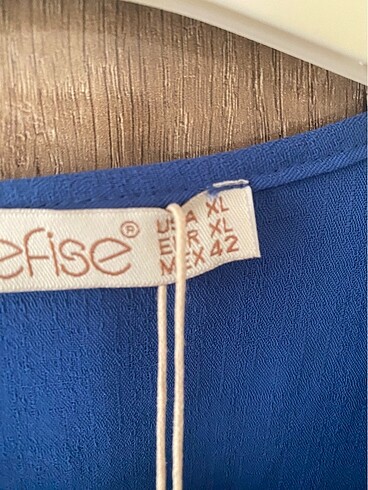 efise®
USA XL
EUR XL
MEX 42